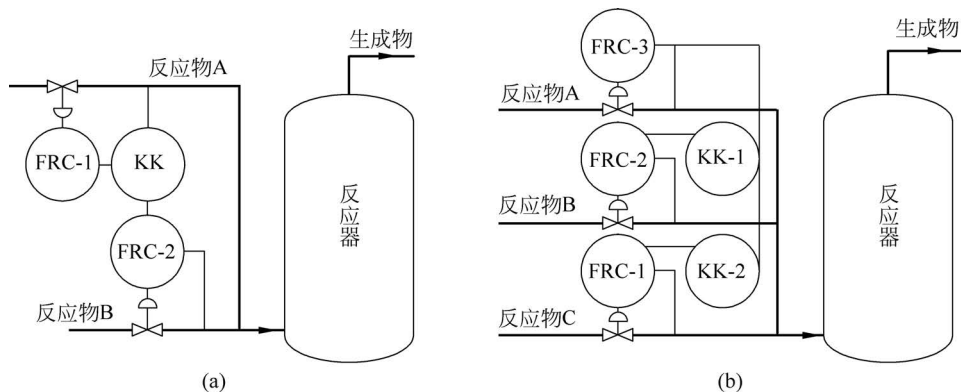 生成物
反应物A
FRC-1
KK
FRC-2
反应物B
反应器
(a)
FRC-3
生成物
反应物A
FRC-2
KK-1
反应物B
FRC-1
KK-2
反应物C
反应器
(b)